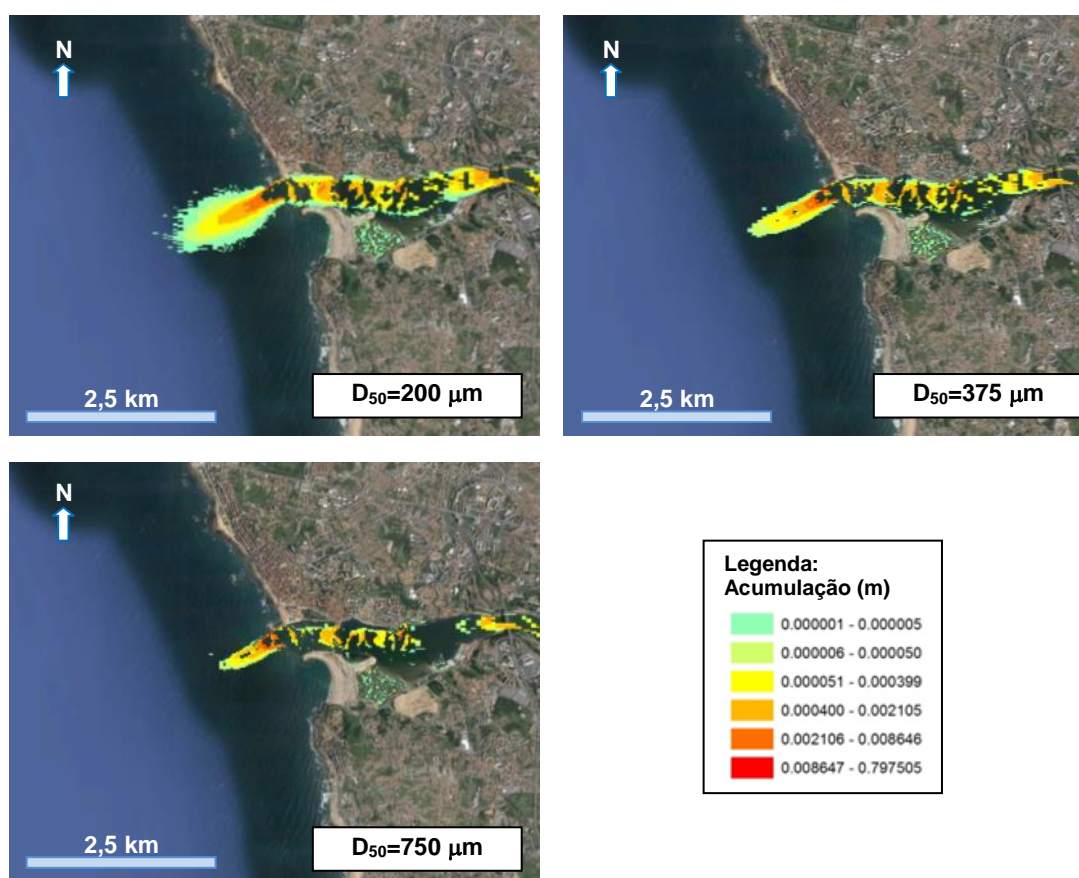 N
2,5 km
D₅₀=200 μm
N
2,5 km
D₅₀=375 μm
N
2,5 km
D₅₀=750 μm
Legenda:
Acumulação (m)
0.000001 - 0.000005
0.000006 - 0.000050
0.000051 - 0.000399
0.000400 - 0.002105
0.002106 - 0.008646
0.008647 - 0.797505